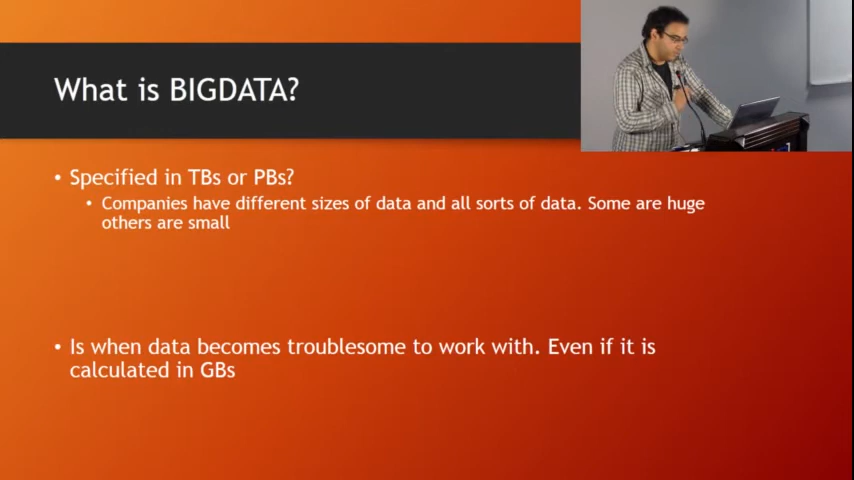 What is BIGDATA?
• Specified in TBs or PBs?
• Companies have different sizes of data and all sorts of data. Some are huge
others are small
• Is when data becomes troublesome to work with. Even if it is
calculated in GBs